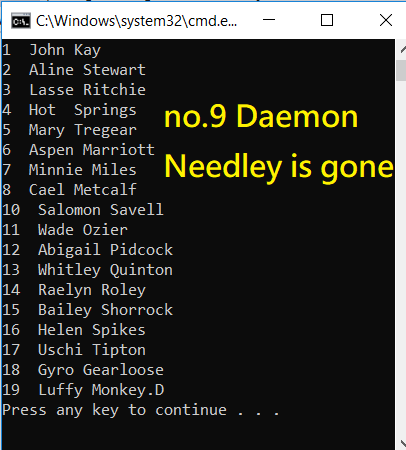 C:\Windows\system32\cmd.e...
1  John Kay
2  Aline Stewart
3  Lasse Ritchie
4  Hot  Springs
5  Mary Tregear
6  Aspen Marriott
7  Minnie Miles
8  Cael Metcalf
10  Salomon Savell
11  Wade Ozier
12  Abigail Pidcock
13  Whitley Quinton
14  Raelyn Roley
15  Bailey Shorrock
16  Helen Spikes
17  Uschi Tipton
18  Gyro Gearloose
19  Luffy Monkey.D
Press any key to continue . . .
no.9 Daemon
Needley is gone